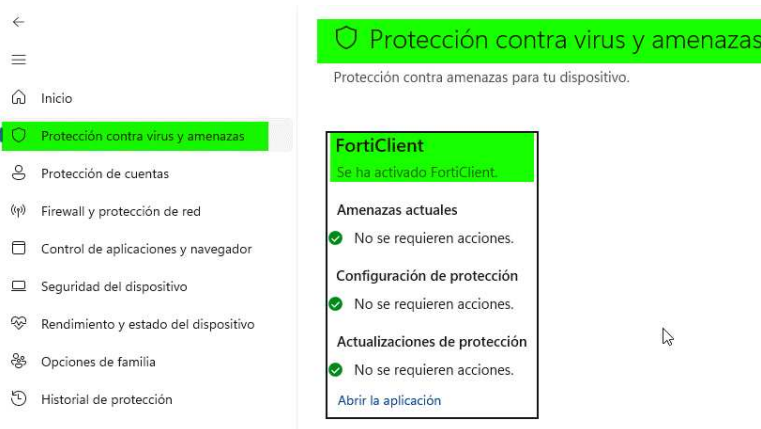 Inicio
Protección contra virus y amenazas
Protección de cuentas
Firewall y protección de red
Control de aplicaciones y navegador
Seguridad del dispositivo
Rendimiento y estado del dispositivo
Opciones de familia
Historial de protección
Protección contra virus y amenazas
Protección contra amenazas para tu dispositivo.
FortiClient
Se ha activado FortiClient.
Amenazas actuales
No se requieren acciones.
Configuración de protección
No se requieren acciones.
Actualizaciones de protección
No se requieren acciones.
Abrir la aplicación